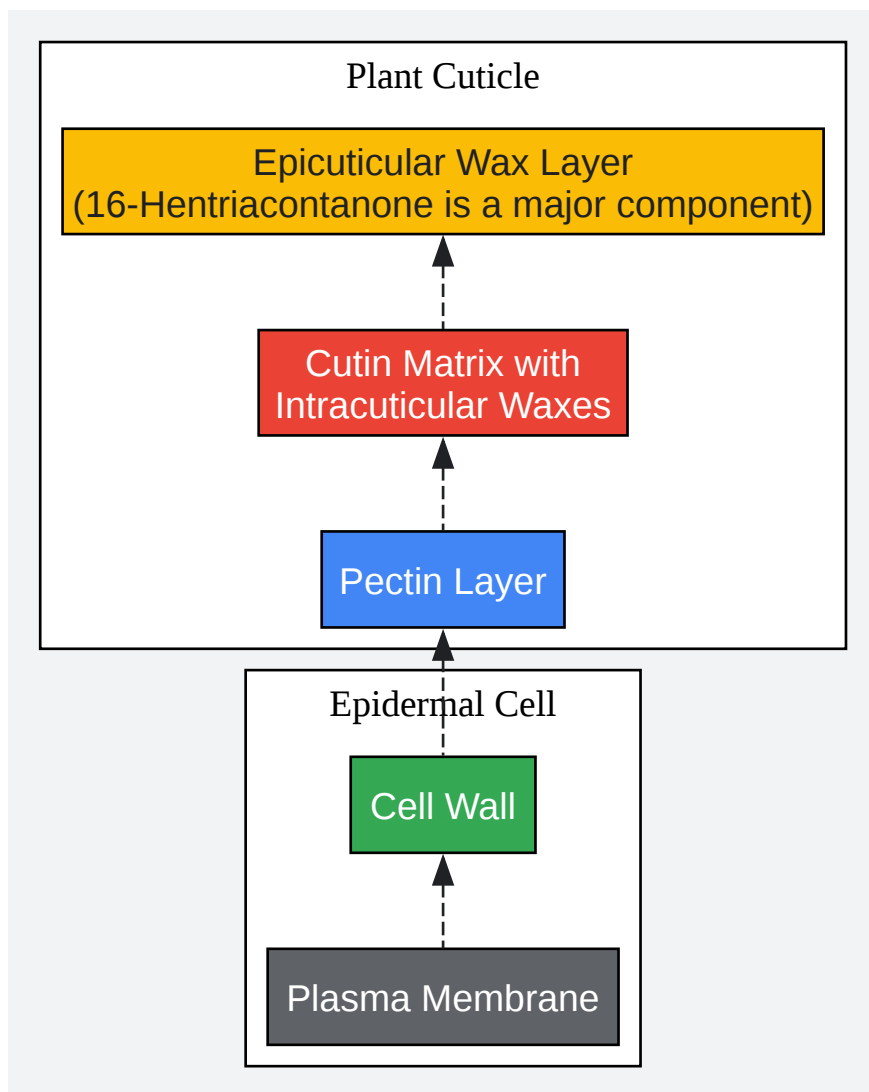 Plant Cuticle
Epicuticular Wax Layer
(16-Hentriacontanone is a major component)
Cutin Matrix with
Intracuticular Waxes
Pectin Layer
Epidermal Cell
Cell Wall
Plasma Membrane